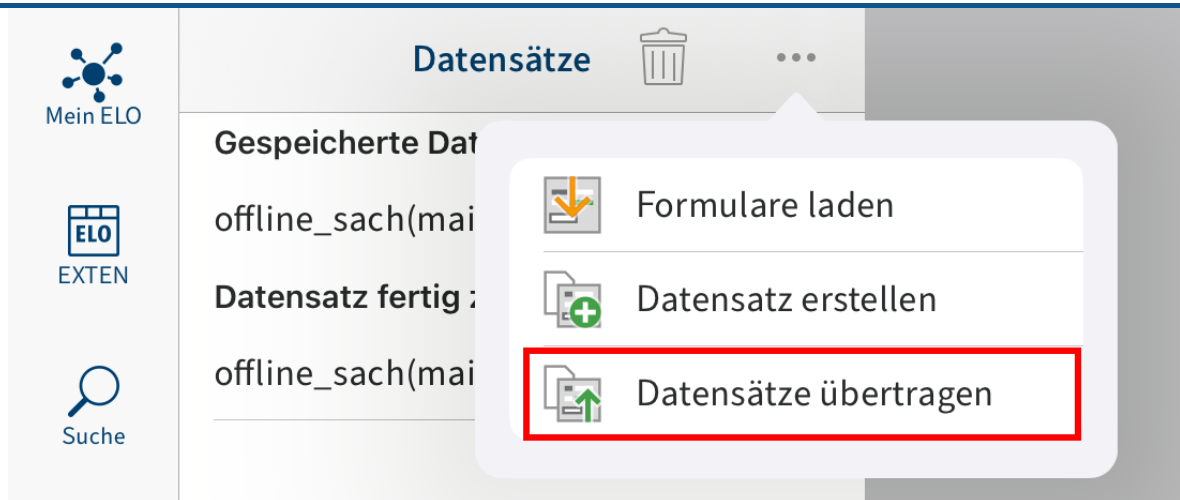 Datensätze
Mein ELO
Gespeicherte
offline_sach(mai
Datensatz fertig
offline_sach(mai
ELO
EXTEN
Suche
Formulare laden
Datensatz erstellen
Datensätze übertragen